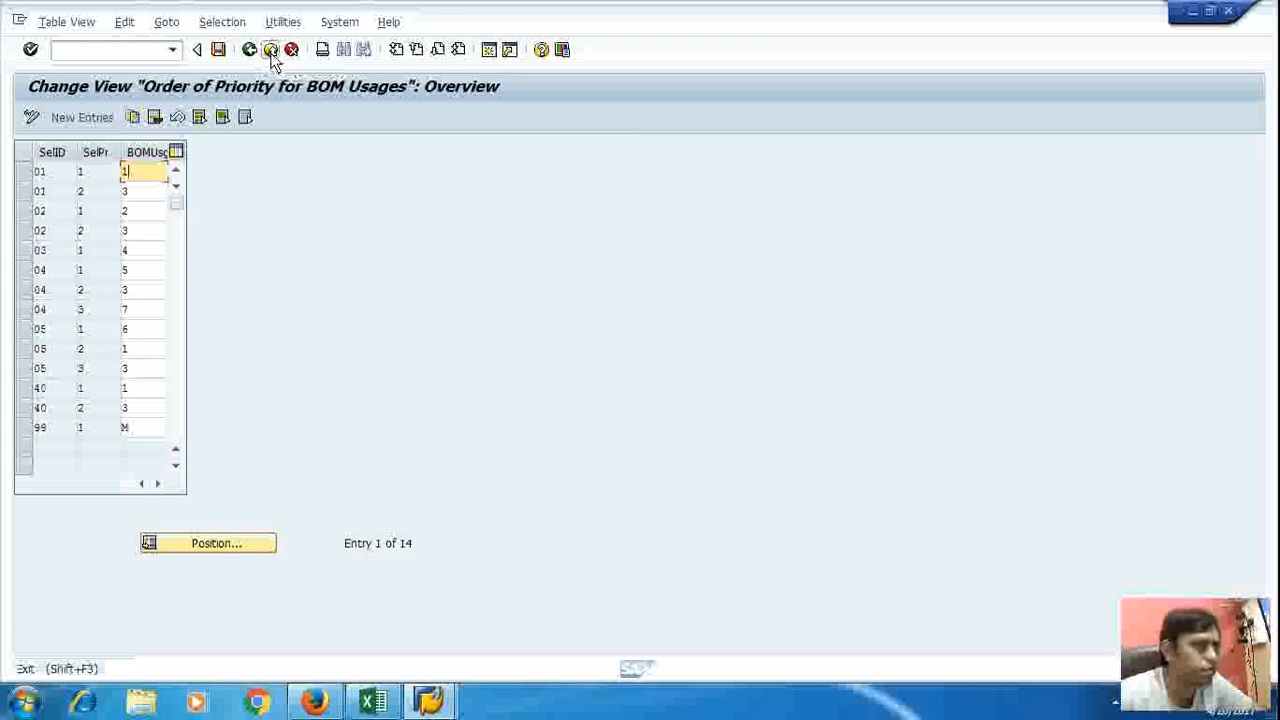 Table View Edit Goto Selection Utilities System Help
Change View "Order of Priority for BOM Usages": Overview
New Entries
SelID SelPr BOMUsg
01 1 1
01 2 3
02 1 2
02 2 3
03 1 4
04 1 5
04 2 3
04 3 7
05 1 6
05 2 1
05 3 3
40 1 1
40 2 3
99 1 M
Position... Entry 1 of 14
Exit (Shift+F3)